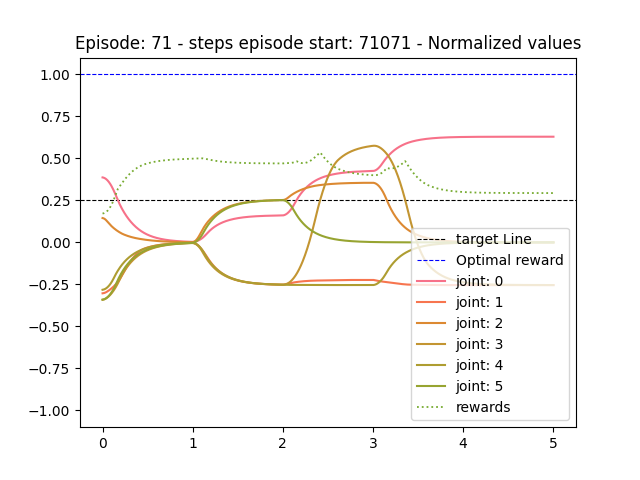 Episode: 71 - steps episode start: 71071 - Normalized values
1.00
0.75
0.50
0.25
0.00
−0.25
−0.50
−0.75
−1.00
0 1 2 3 4 5
target Line
Optimal reward
joint: 0
joint: 1
joint: 2
joint: 3
joint: 4
joint: 5
rewards